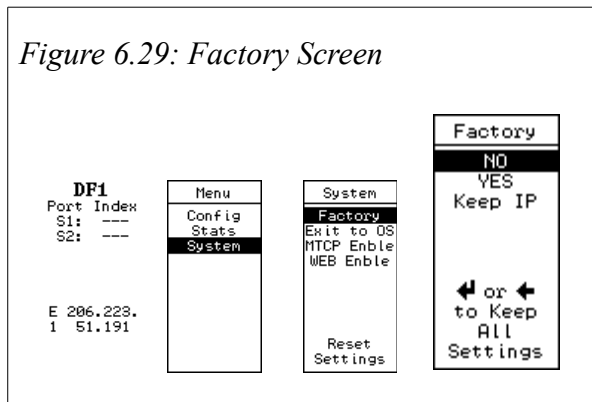 Figure 6.29: Factory Screen
DF1
Port Index
S1: ---
S2: ---
E 206.223.
1 51.191
Menu
Config
Stats
System
System
Factory
Exit to OS
MTCP Enble
WEB Enble
Reset
Settings
Factory
NO
YES
Keep IP
↵ or ←
to Keep
All
Settings